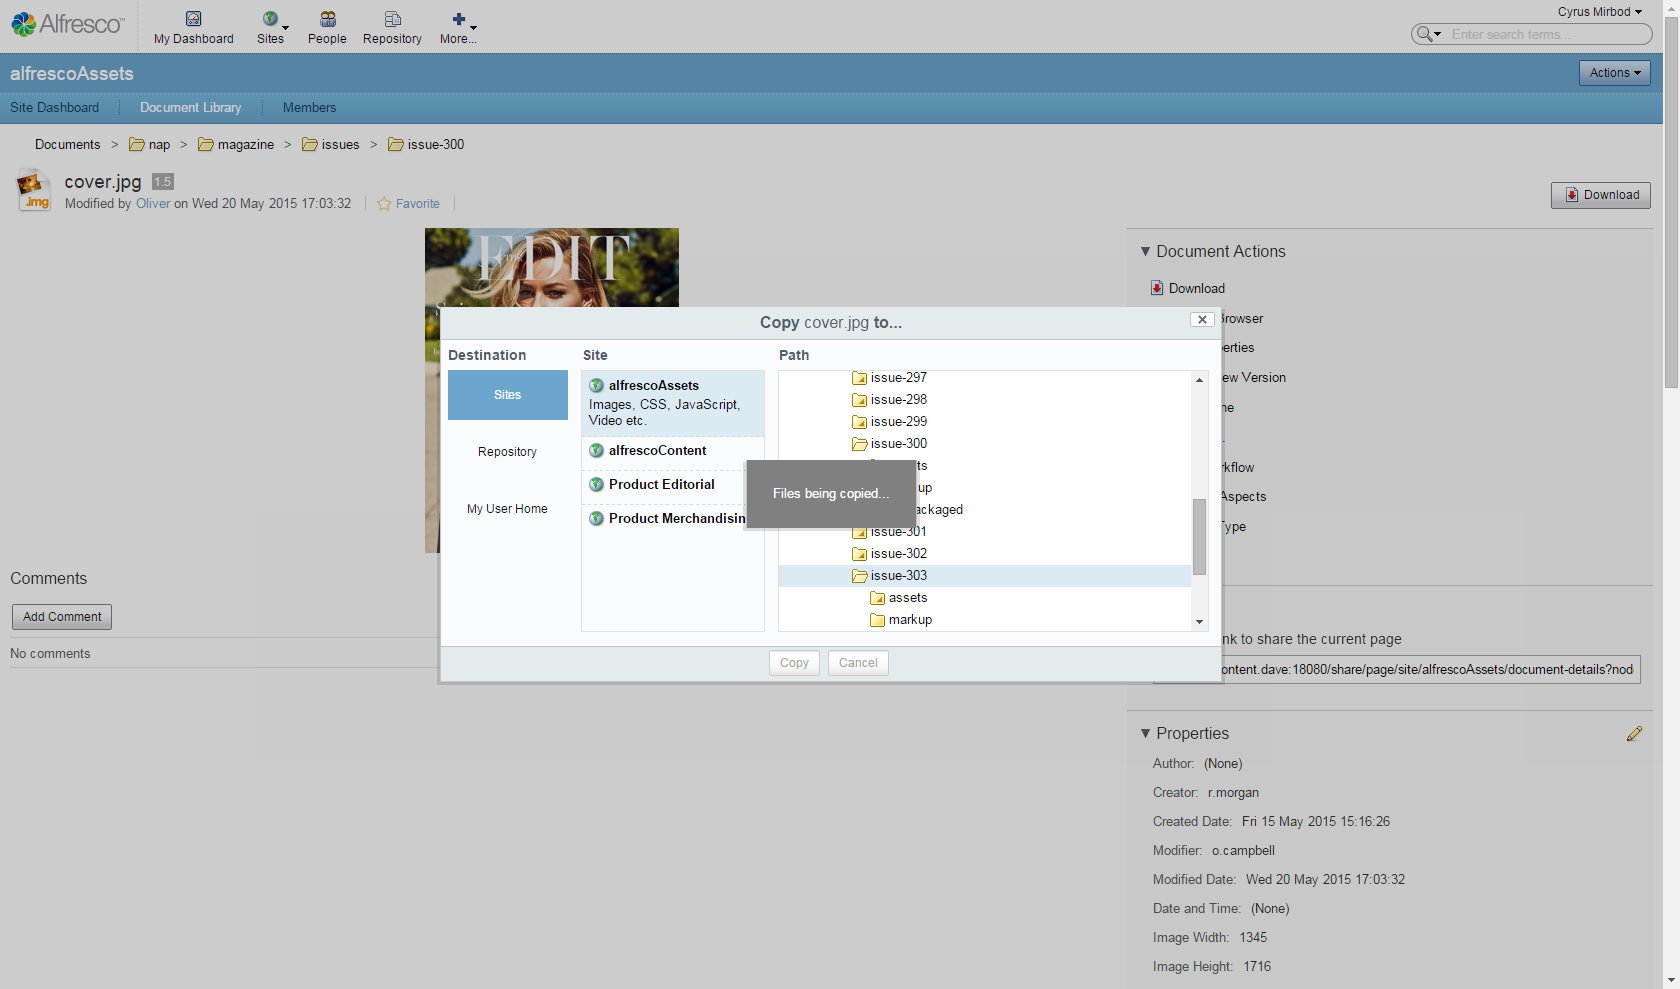 Alfresco™
My Dashboard
Sites
People
Repository
More...
Cyrus Mirbod
Enter search terms...
alfrescoAssets
Actions
Site Dashboard
Document Library
Members
Documents > nap > magazine > issues > issue-300
.img
cover.jpg 1.5
Modified by Oliver on Wed 20 May 2015 17:03:32
Favorite
Download
THE EDIT
Document Actions
Download
Browser
erties
ew Version
rkflow
Aspects
ype
Copy cover.jpg to...
Destination
Sites
Repository
My User Home
Site
alfrescoAssets
Images, CSS, JavaScript,
Video etc.
alfrescoContent
Product Editorial
Product Merchandisin
Path
issue-297
issue-298
issue-299
issue-300
ts
up
ackaged
issue-301
issue-302
issue-303
assets
markup
Files being copied...
Copy
Cancel
Comments
Add Comment
No comments
nk to share the current page
ontent.dave:18080/share/page/site/alfrescoAssets/document-details?nod
Properties
Author: (None)
Creator: r.morgan
Created Date: Fri 15 May 2015 15:16:26
Modifier: o.campbell
Modified Date: Wed 20 May 2015 17:03:32
Date and Time: (None)
Image Width: 1345
Image Height: 1716